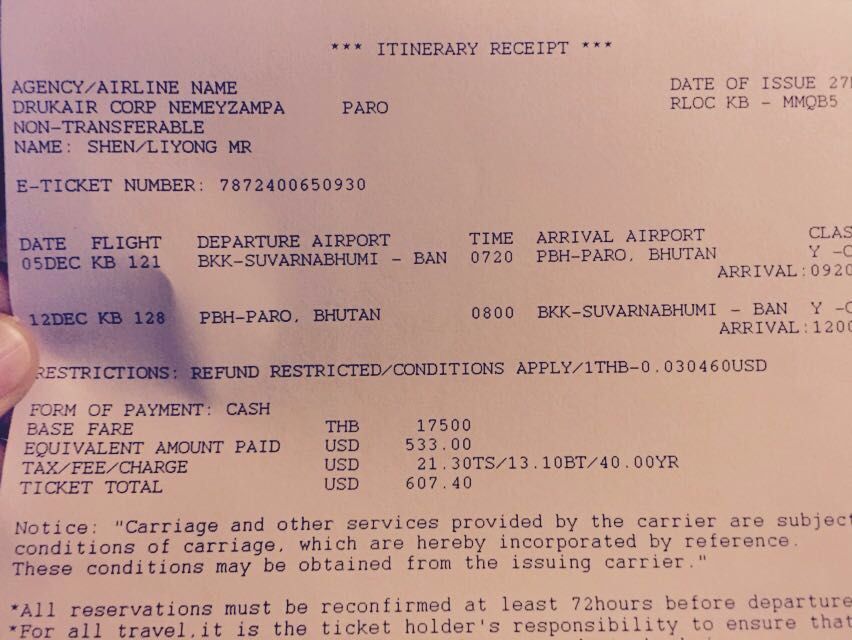 *** ITINERARY RECEIPT ***
AGENCY/AIRLINE NAME DATE OF ISSUE 27
DRUKAIR CORP NEMEYZAMPA PARO RLOC KB - MMQB5
NON-TRANSFERABLE
NAME: SHEN/LIYONG MR
E-TICKET NUMBER: 7872400650930
DATE FLIGHT DEPARTURE AIRPORT TIME ARRIVAL AIRPORT CLAS
05DEC KB 121 BKK-SUVARNABHUMI - BAN 0720 PBH-PARO, BHUTAN Y -
ARRIVAL:0920
12DEC KB 128 PBH-PARO, BHUTAN 0800 BKK-SUVARNABHUMI - BAN Y -
ARRIVAL:1200
RESTRICTIONS: REFUND RESTRICTED/CONDITIONS APPLY/1THB-0.030460USD
FORM OF PAYMENT: CASH
BASE FARE THB 17500
EQUIVALENT AMOUNT PAID USD 533.00
TAX/FEE/CHARGE USD 21.30TS/13.10BT/40.00YR
TICKET TOTAL USD 607.40
Notice: "Carriage and other services provided by the carrier are subject
conditions of carriage, which are hereby incorporated by reference.
These conditions may be obtained from the issuing carrier."
*All reservations must be reconfirmed at least 72hours before departure
*For all travel,it is the ticket holder's responsibility to ensure that